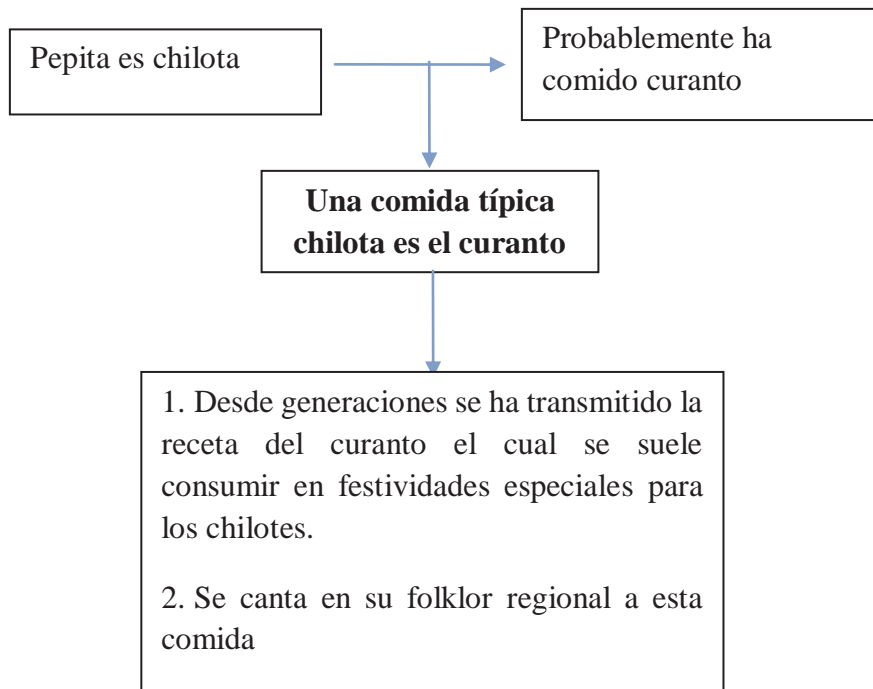 Pepita es chilota
Probablemente ha
comido curanto
Una comida típica
chilota es el curanto
1. Desde generaciones se ha transmitido la
receta del curanto el cual se suele
consumir en festividades especiales para
los chilotes.
2. Se canta en su folklor regional a esta
comida